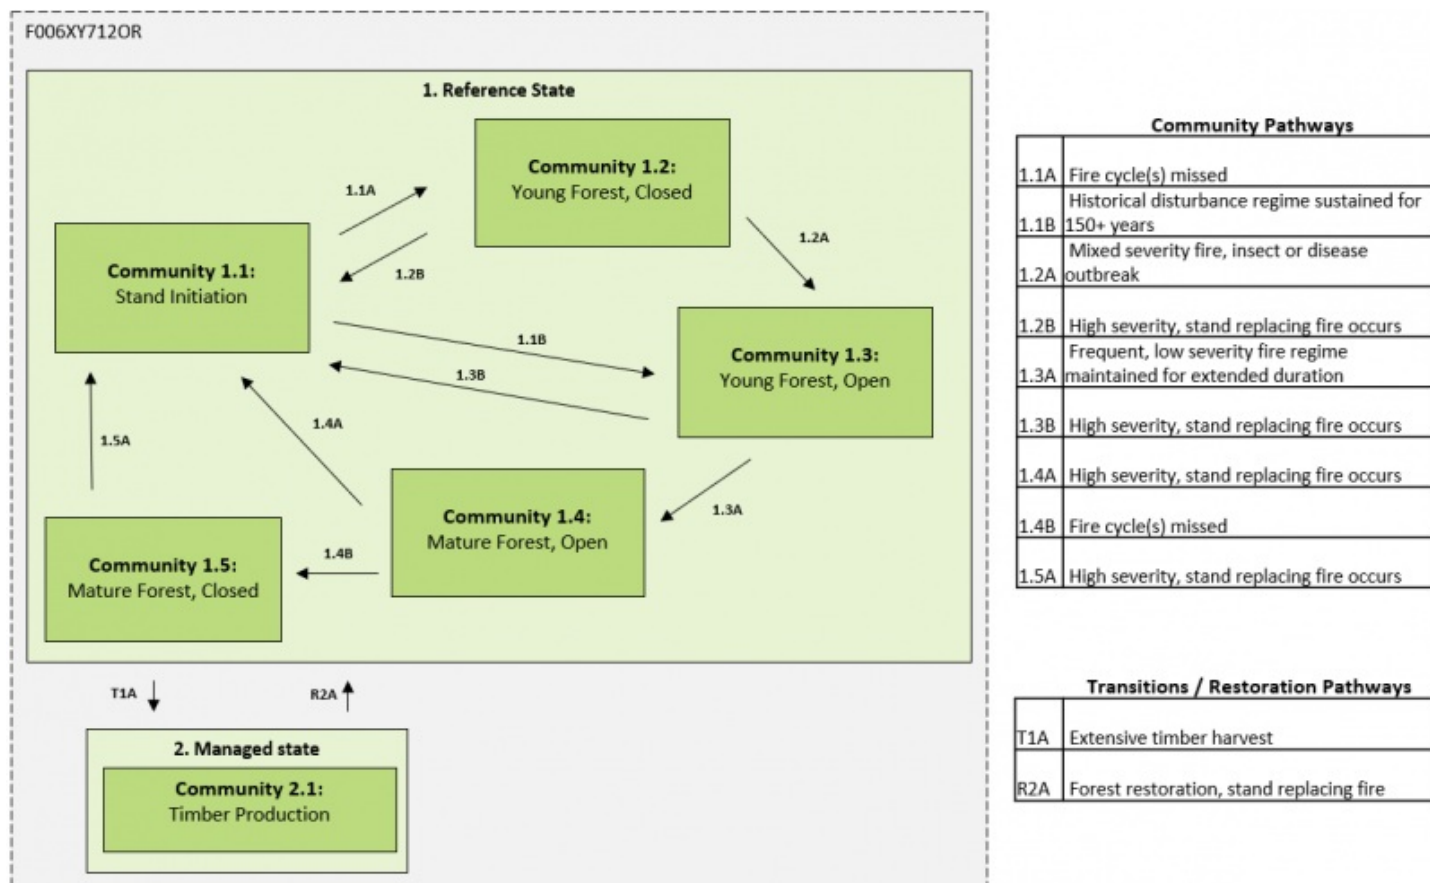 F006XY712OR
1. Reference State
Community 1.2:
Young Forest, Closed
1.1A
1.2A
Community 1.1:
Stand Initiation
1.2B
1.1B
Community 1.3:
Young Forest, Open
1.3B
1.4A
1.5A
Community 1.4:
Mature Forest, Open
1.3A
1.4B
Community 1.5:
Mature Forest, Closed
T1A
R2A
2. Managed state
Community 2.1:
Timber Production
Community Pathways
1.1A Fire cycle(s) missed
Historical disturbance regime sustained for
1.1B 150+ years
Mixed severity fire, insect or disease
1.2A outbreak
1.2B High severity, stand replacing fire occurs
Frequent, low severity fire regime
1.3A maintained for extended duration
1.3B High severity, stand replacing fire occurs
1.4A High severity, stand replacing fire occurs
1.4B Fire cycle(s) missed
1.5A High severity, stand replacing fire occurs
Transitions / Restoration Pathways
T1A Extensive timber harvest
R2A Forest restoration, stand replacing fire